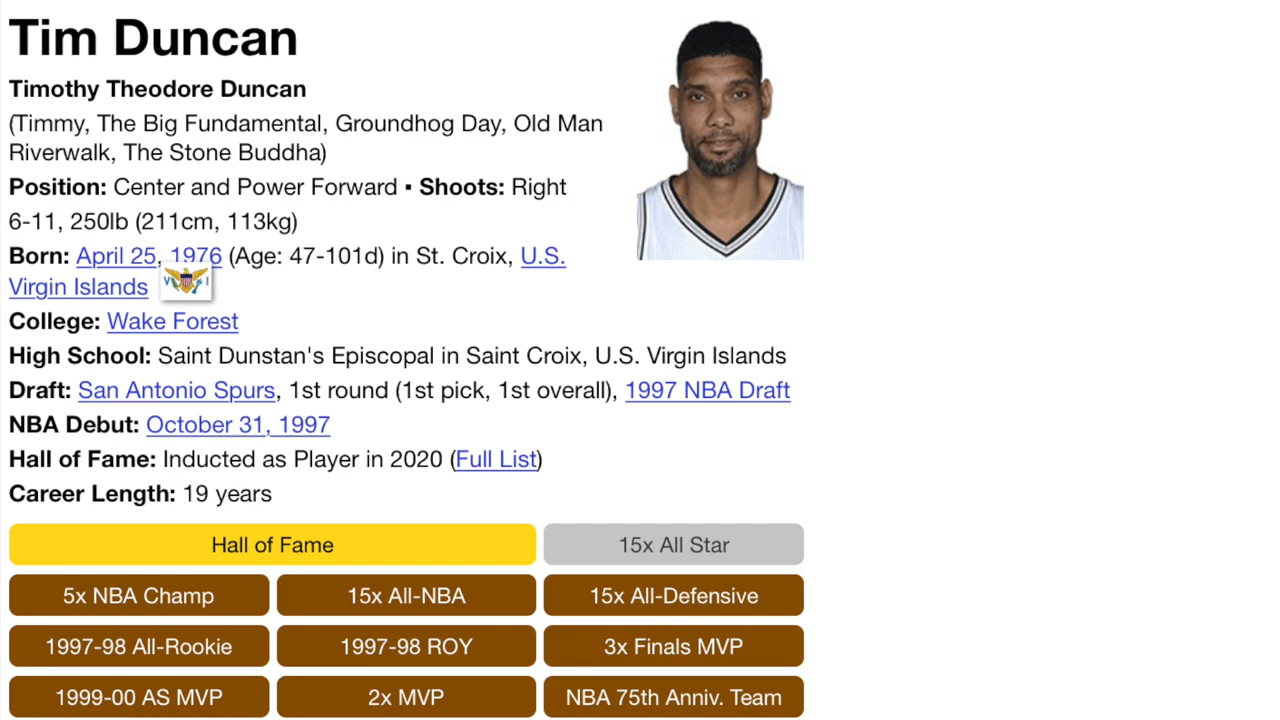 Tim Duncan
Timothy Theodore Duncan
(Timmy, The Big Fundamental, Groundhog Day, Old Man
Riverwalk, The Stone Buddha)
Position: Center and Power Forward ▪ Shoots: Right
6-11, 250lb (211cm, 113kg)
Born: April 25, 1976 (Age: 47-101d) in St. Croix, U.S.
Virgin Islands V I
College: Wake Forest
High School: Saint Dunstan's Episcopal in Saint Croix, U.S. Virgin Islands
Draft: San Antonio Spurs, 1st round (1st pick, 1st overall), 1997 NBA Draft
NBA Debut: October 31, 1997
Hall of Fame: Inducted as Player in 2020 (Full List)
Career Length: 19 years
Hall of Fame 15x All Star
5x NBA Champ 15x All-NBA 15x All-Defensive
1997-98 All-Rookie 1997-98 ROY 3x Finals MVP
1999-00 AS MVP 2x MVP NBA 75th Anniv. Team